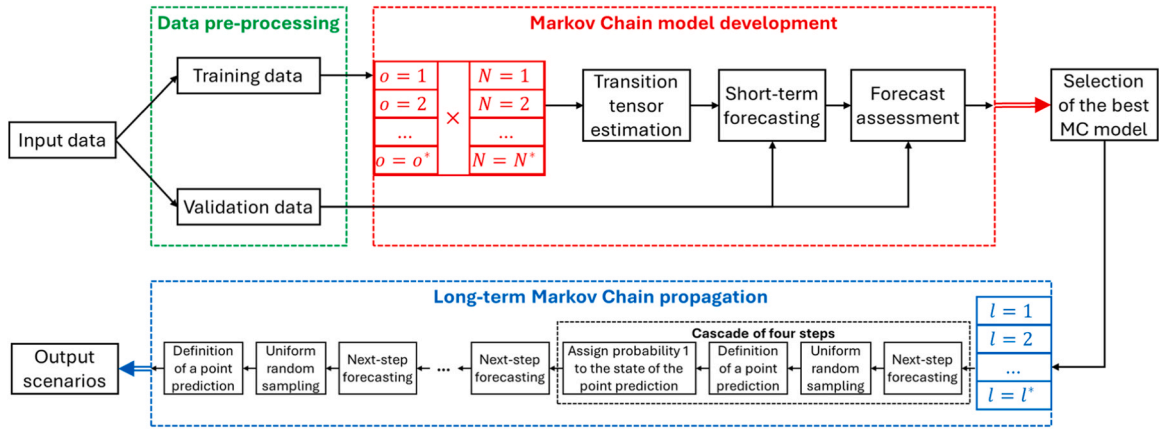 Data pre-processing
Markov Chain model development
Input data
Training data
Validation data
o = 1
o = 2
...
o = o*
×
N = 1
N = 2
...
N = N*
Transition
tensor
estimation
Short-term
forecasting
Forecast
assessment
Selection
of the best
MC model
Long-term Markov Chain propagation
l = 1
l = 2
...
l = l*
Cascade of four steps
Next-step
forecasting
Uniform
random
sampling
Definition
of a point
prediction
Assign probability 1
to the state of the
point prediction
Next-step
forecasting
...
Next-step
forecasting
Uniform
random
sampling
Definition
of a point
prediction
Output
scenarios